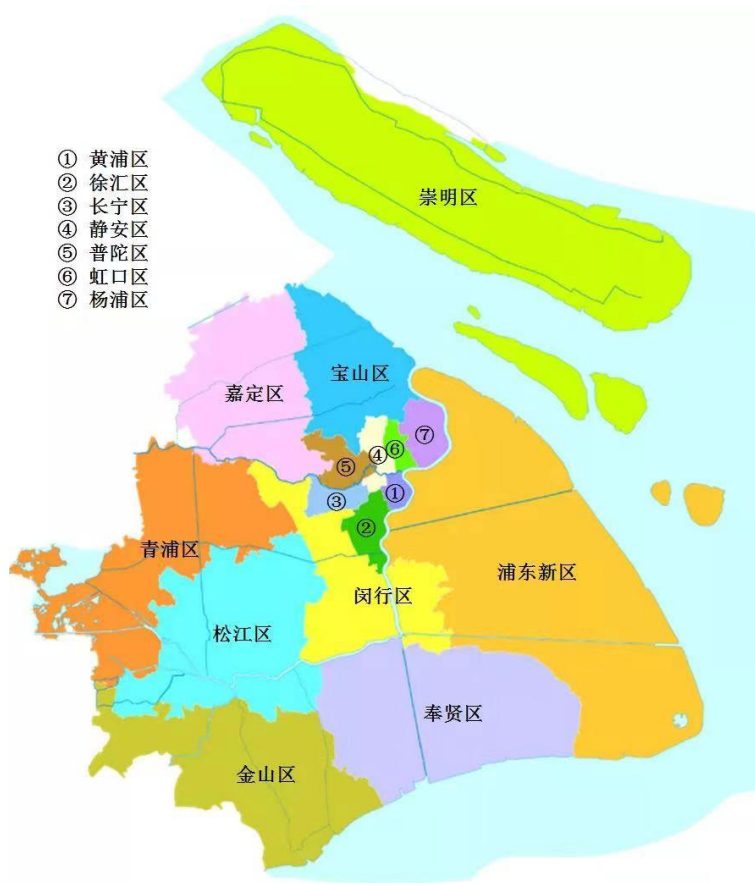 ① 黄浦区
② 徐汇区
③ 长宁区
④ 静安区
⑤ 普陀区
⑥ 虹口区
⑦ 杨浦区
崇明区
宝山区
嘉定区
⑦
⑥
④
⑤
①
③
②
青浦区
浦东新区
闵行区
松江区
奉贤区
金山区